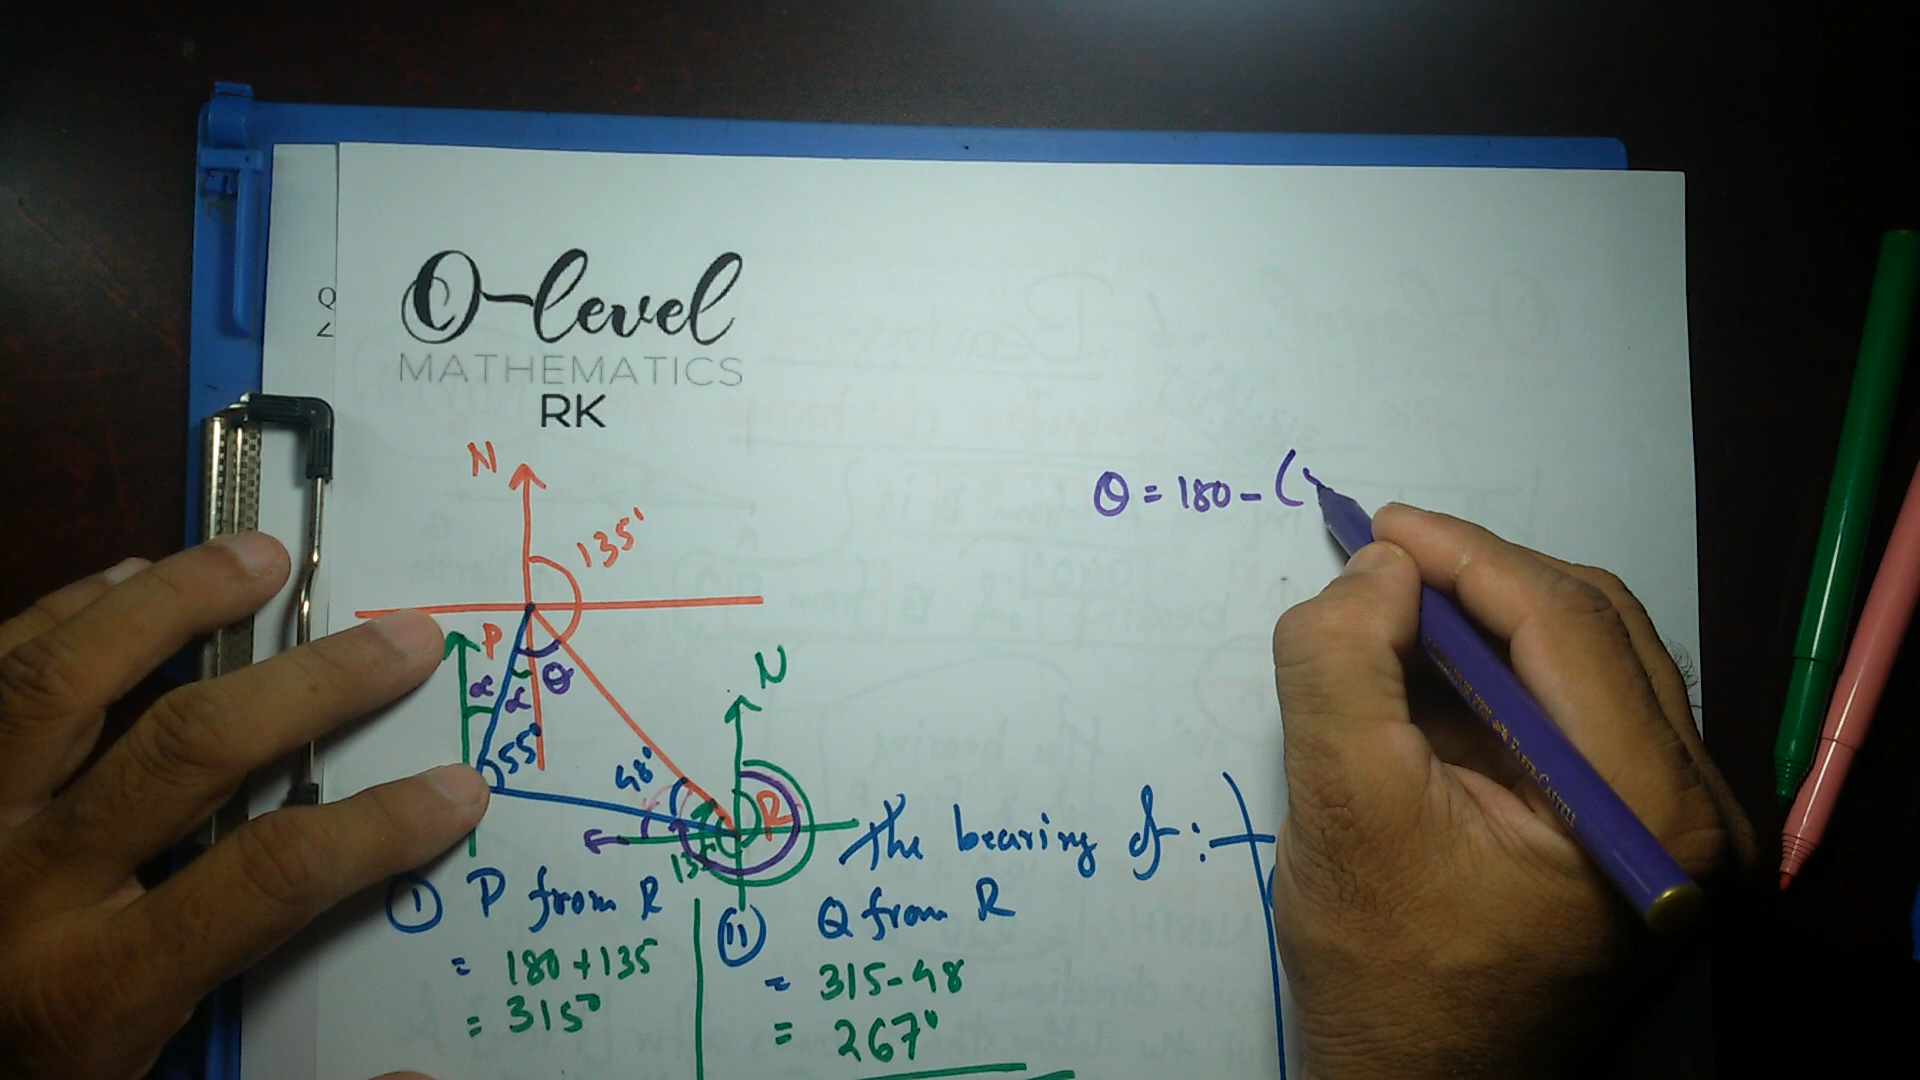 Q
∠
O-level
MATHEMATICS
RK
N
135°
θ = 180 - (
P
α
α
θ
N
55°
48°
R
135
The bearing of :
① P from R
= 180 + 135
= 315°
② Q from R
= 315 - 48
= 267°